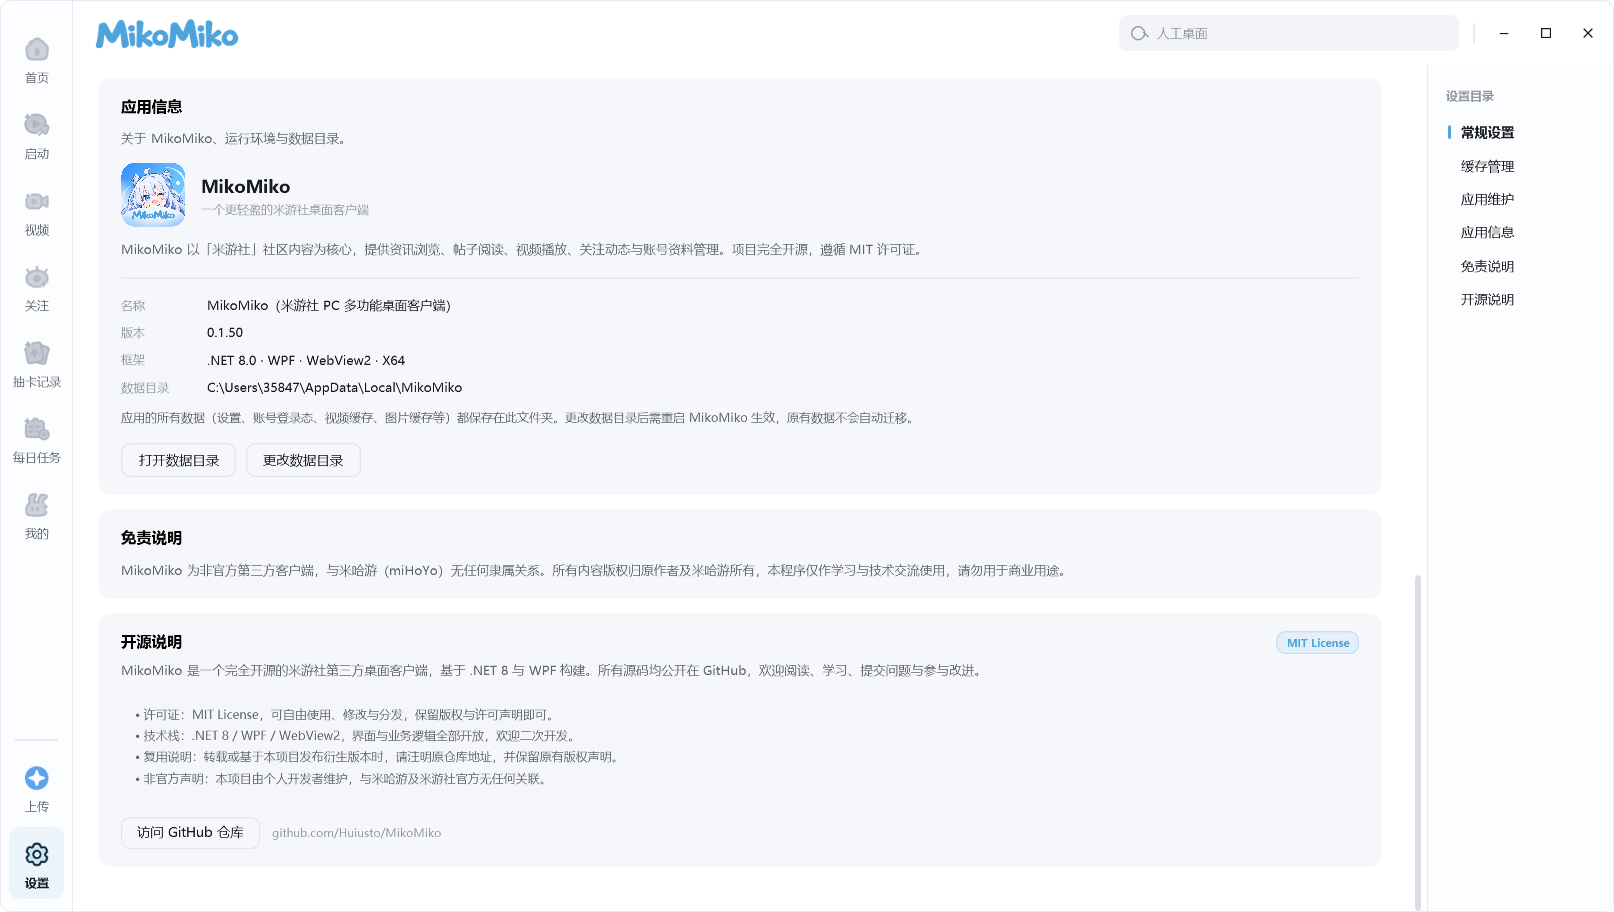 MikoMiko
人工桌面
首页
启动
视频
关注
抽卡记录
每日任务
我的
上传
设置
应用信息
关于 MikoMiko、运行环境与数据目录。
MikoMiko
MikoMiko
一个更轻盈的米游社桌面客户端
MikoMiko 以「米游社」社区内容为核心，提供资讯浏览、帖子阅读、视频播放、关注动态与账号资料管理。项目完全开源，遵循 MIT 许可证。
名称 MikoMiko（米游社 PC 多功能桌面客户端）
版本 0.1.50
框架 .NET 8.0 · WPF · WebView2 · X64
数据目录 C:\Users\35847\AppData\Local\MikoMiko
应用的所有数据（设置、账号登录态、视频缓存、图片缓存等）都保存在此文件夹。更改数据目录后需重启 MikoMiko 生效，原有数据不会自动迁移。
打开数据目录 更改数据目录
免责说明
MikoMiko 为非官方第三方客户端，与米哈游（miHoYo）无任何隶属关系。所有内容版权归原作者及米哈游所有，本程序仅作学习与技术交流使用，请勿用于商业用途。
开源说明 MIT License
MikoMiko 是一个完全开源的米游社第三方桌面客户端，基于 .NET 8 与 WPF 构建。所有源码均公开在 GitHub，欢迎阅读、学习、提交问题与参与改进。
• 许可证：MIT License，可自由使用、修改与分发，保留版权与许可声明即可。
• 技术栈：.NET 8 / WPF / WebView2，界面与业务逻辑全部开放，欢迎二次开发。
• 复用说明：转载或基于本项目发布衍生版本时，请注明原仓库地址，并保留原有版权声明。
• 非官方声明：本项目由个人开发者维护，与米哈游及米游社官方无任何关联。
访问 GitHub 仓库 github.com/Huiusto/MikoMiko
设置目录
常规设置
缓存管理
应用维护
应用信息
免责说明
开源说明